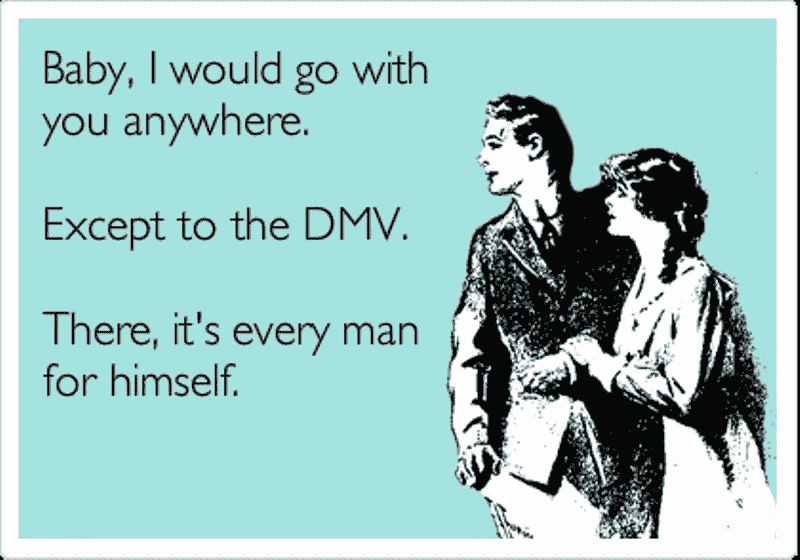 Baby, I would go with
you anywhere.
Except to the DMV.
There, it's every man
for himself.